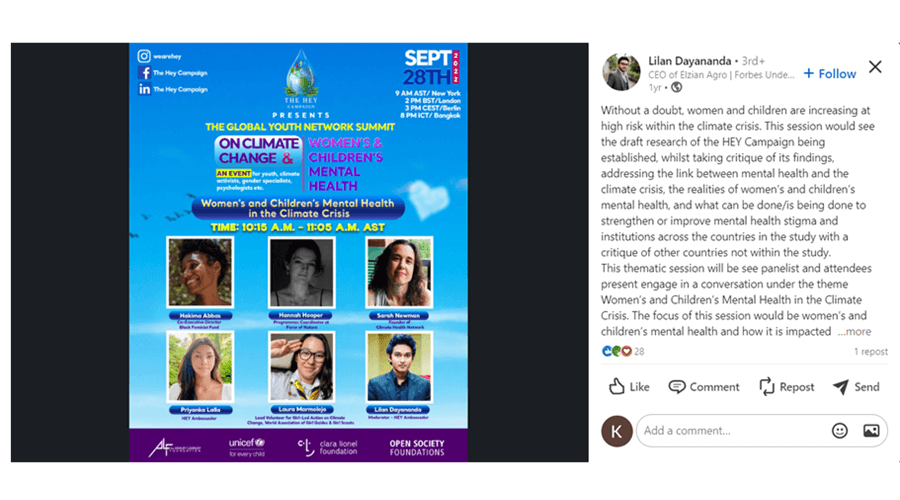 wearehey
The Hey Campaign
The Hey Campaign
THE HEY
CAMPAIGN
PRESENTS
SEPT 2022
28TH
9 AM AST/ New York
2 PM BST/London
3 PM CEST/Berlin
8 PM ICT/ Bangkok
THE GLOBAL YOUTH NETWORK SUMMIT
ON CLIMATE
CHANGE &
AN EVENT for youth, climate
activists, gender specialists,
psychologists etc.
WOMEN'S &
CHILDREN'S
MENTAL
HEALTH
Women's and Children's Mental Health
in the Climate Crisis
TIME: 10:15 A.M. - 11:05 A.M. AST
Hakima Abbas
Co-Executive Director
Black Feminist Fund
Hannah Hooper
Programmes Coordinator at
Force of Nature
Sarah Newman
Founder of
Climate Health Network
Priyanka Lalla
HEY Ambassador
Laura Marmolejo
Lead Volunteer for Girl-Led Action on Climate
Change, World Association of Girl Guides & Girl Scouts
Lilan Dayananda
Moderator - HEY Ambassador
FOUNDATION
unicef
for every child
clara lionel
foundation
OPEN SOCIETY
FOUNDATIONS
Lilan Dayananda • 3rd+
CEO of Elzian Agro | Forbes Unde...
1yr •
+ Follow
Without a doubt, women and children are increasing at
high risk within the climate crisis. This session would see
the draft research of the HEY Campaign being
established, whilst taking critique of its findings,
addressing the link between mental health and the
climate crisis, the realities of women's and children's
mental health, and what can be done/is being done to
strengthen or improve mental health stigma and
institutions across the countries in the study with a
critique of other countries not within the study.
This thematic session will be see panelist and attendees
present engage in a conversation under the theme
Women's and Children's Mental Health in the Climate
Crisis. The focus of this session would be women's and
children's mental health and how it is impacted ...more
28
1 repost
Like
Comment
Repost
Send
K
Add a comment...